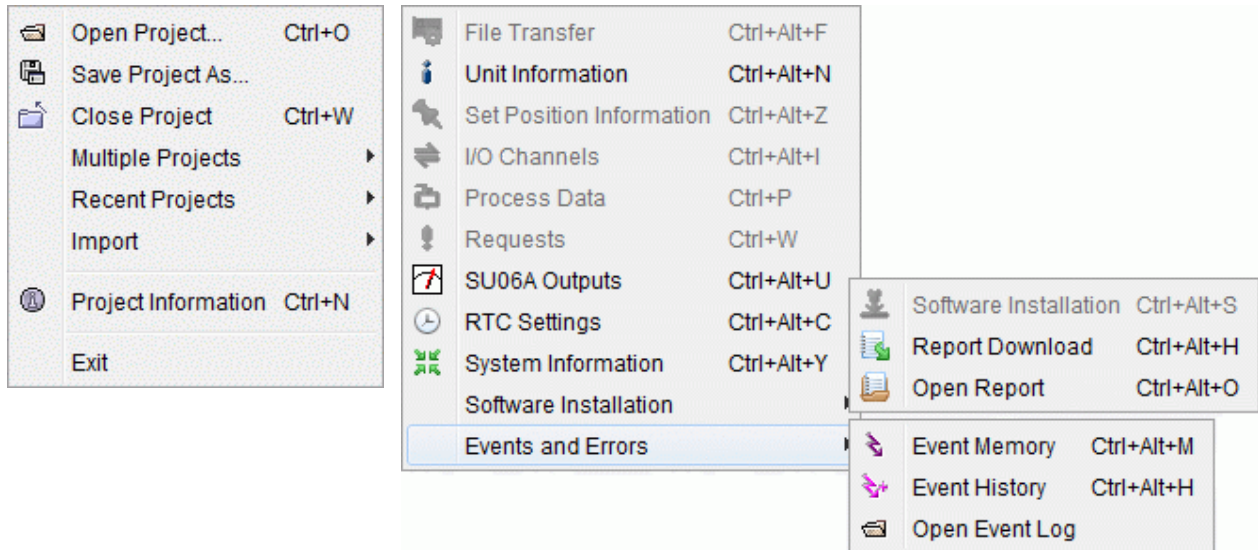 Open Project... Ctrl+O
Save Project As...
Close Project Ctrl+W
Multiple Projects
Recent Projects
Import
Project Information Ctrl+N
Exit
File Transfer Ctrl+Alt+F
Unit Information Ctrl+Alt+N
Set Position Information Ctrl+Alt+Z
I/O Channels Ctrl+Alt+I
Process Data Ctrl+P
Requests Ctrl+W
SU06A Outputs Ctrl+Alt+U
RTC Settings Ctrl+Alt+C
System Information Ctrl+Alt+Y
Software Installation
Events and Errors
Software Installation Ctrl+Alt+S
Report Download Ctrl+Alt+H
Open Report Ctrl+Alt+O
Event Memory Ctrl+Alt+M
Event History Ctrl+Alt+H
Open Event Log